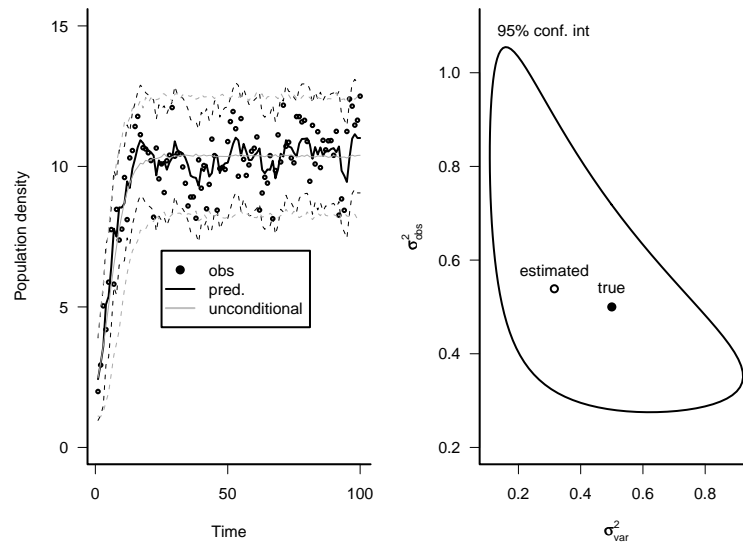 15
10
5
0
Population density
0
50
100
Time
obs
pred.
unconditional
95% conf. int
1.0
0.8
0.6
0.4
0.2
σ²obs
estimated
true
0.2
0.4
0.6
0.8
σ²var